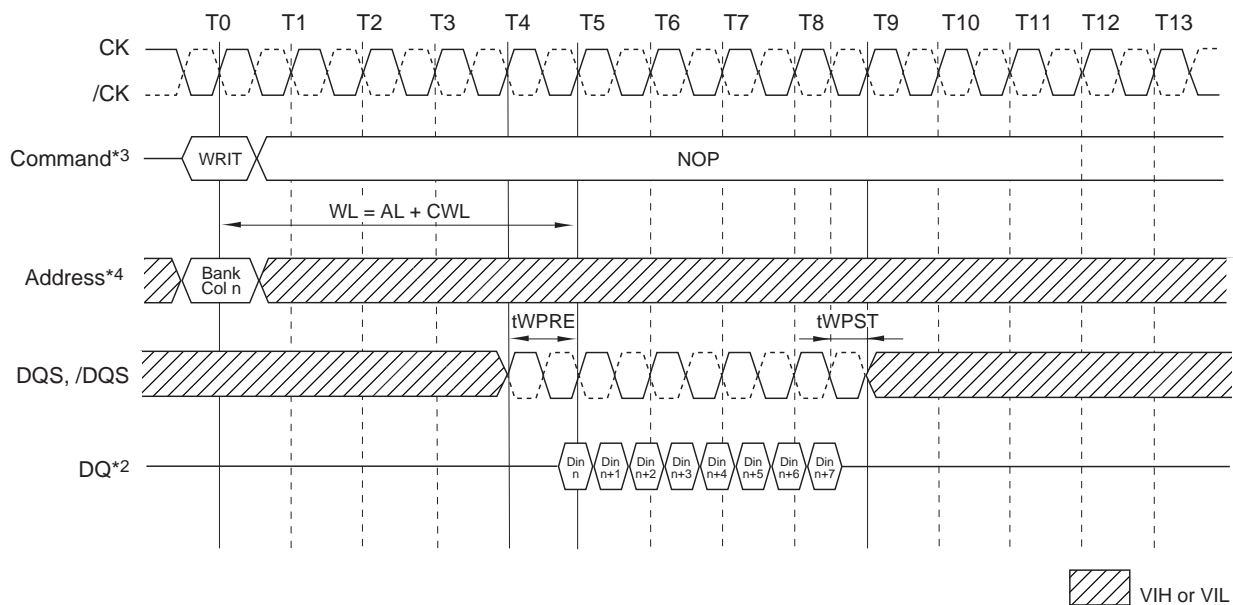 T0 T1 T2 T3 T4 T5 T6 T7 T8 T9 T10 T11 T12 T13
CK
/CK
Command*3 WRIT NOP
WL = AL + CWL
Address*4 Bank
Col n
tWPRE tWPST
DQS, /DQS
DQ*2 Din n Din n+1 Din n+2 Din n+3 Din n+4 Din n+5 Din n+6 Din n+7
VIH or VIL